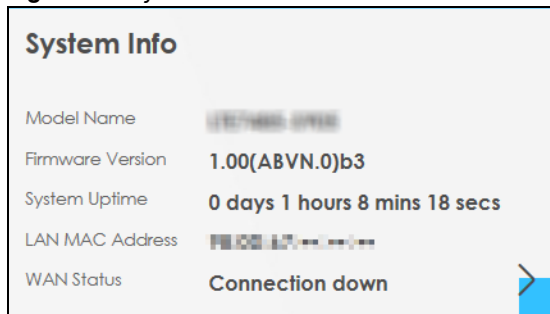 System Info
Model Name
Firmware Version 1.00(ABVN.0)b3
System Uptime 0 days 1 hours 8 mins 18 secs
LAN MAC Address
WAN Status Connection down